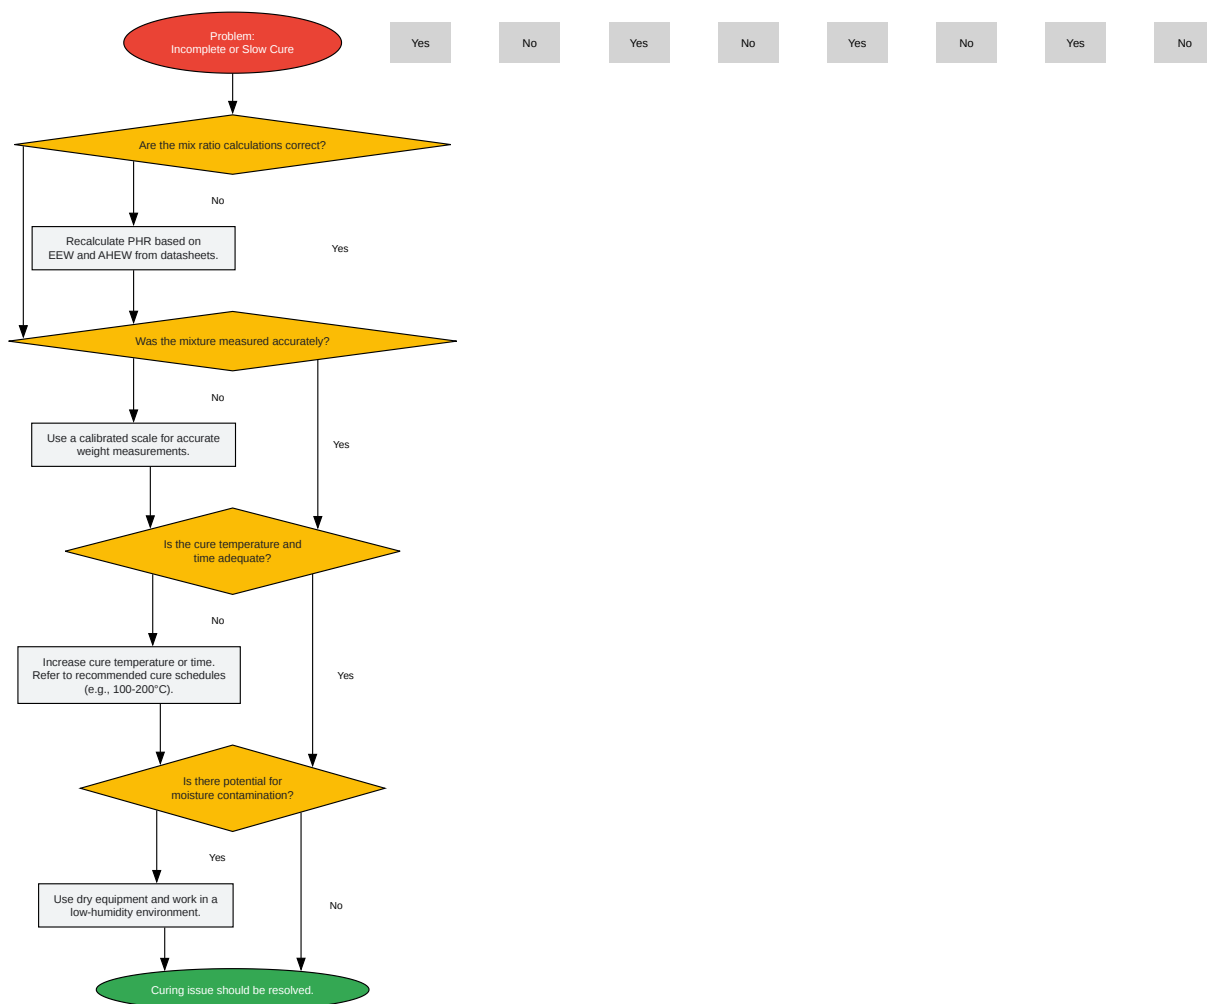 Problem:
Incomplete or Slow Cure
Yes
No
Yes
No
Yes
No
Yes
No
Are the mix ratio calculations correct?
No
Recalculate PHR based on
EEW and AHEW from datasheets.
Yes
Was the mixture measured accurately?
No
Use a calibrated scale for accurate
weight measurements.
Yes
Is the cure temperature and
time adequate?
No
Increase cure temperature or time.
Refer to recommended cure schedules
(e.g., 100-200°C).
Yes
Is there potential for
moisture contamination?
Yes
Use dry equipment and work in a
low-humidity environment.
No
Curing issue should be resolved.